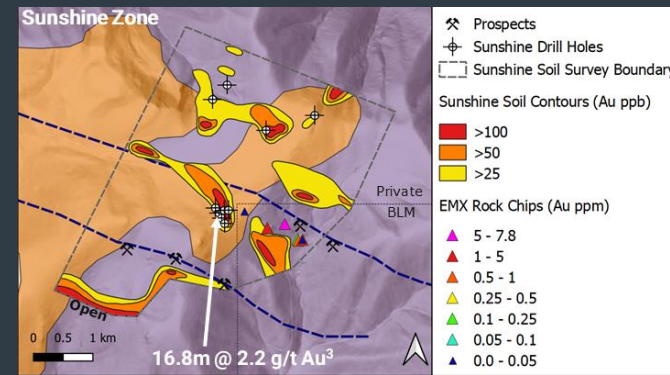 Sunshine Zone
Prospects
Sunshine Drill Holes
Sunshine Soil Survey Boundary
Sunshine Soil Contours (Au ppb)
>100
>50
>25
EMX Rock Chips (Au ppm)
5 - 7.8
1 - 5
0.5 - 1
0.25 - 0.5
0.1 - 0.25
0.05 - 0.1
0.0 - 0.05
Private
BLM
Open
0 0.5 1 km
16.8m @ 2.2 g/t Au³